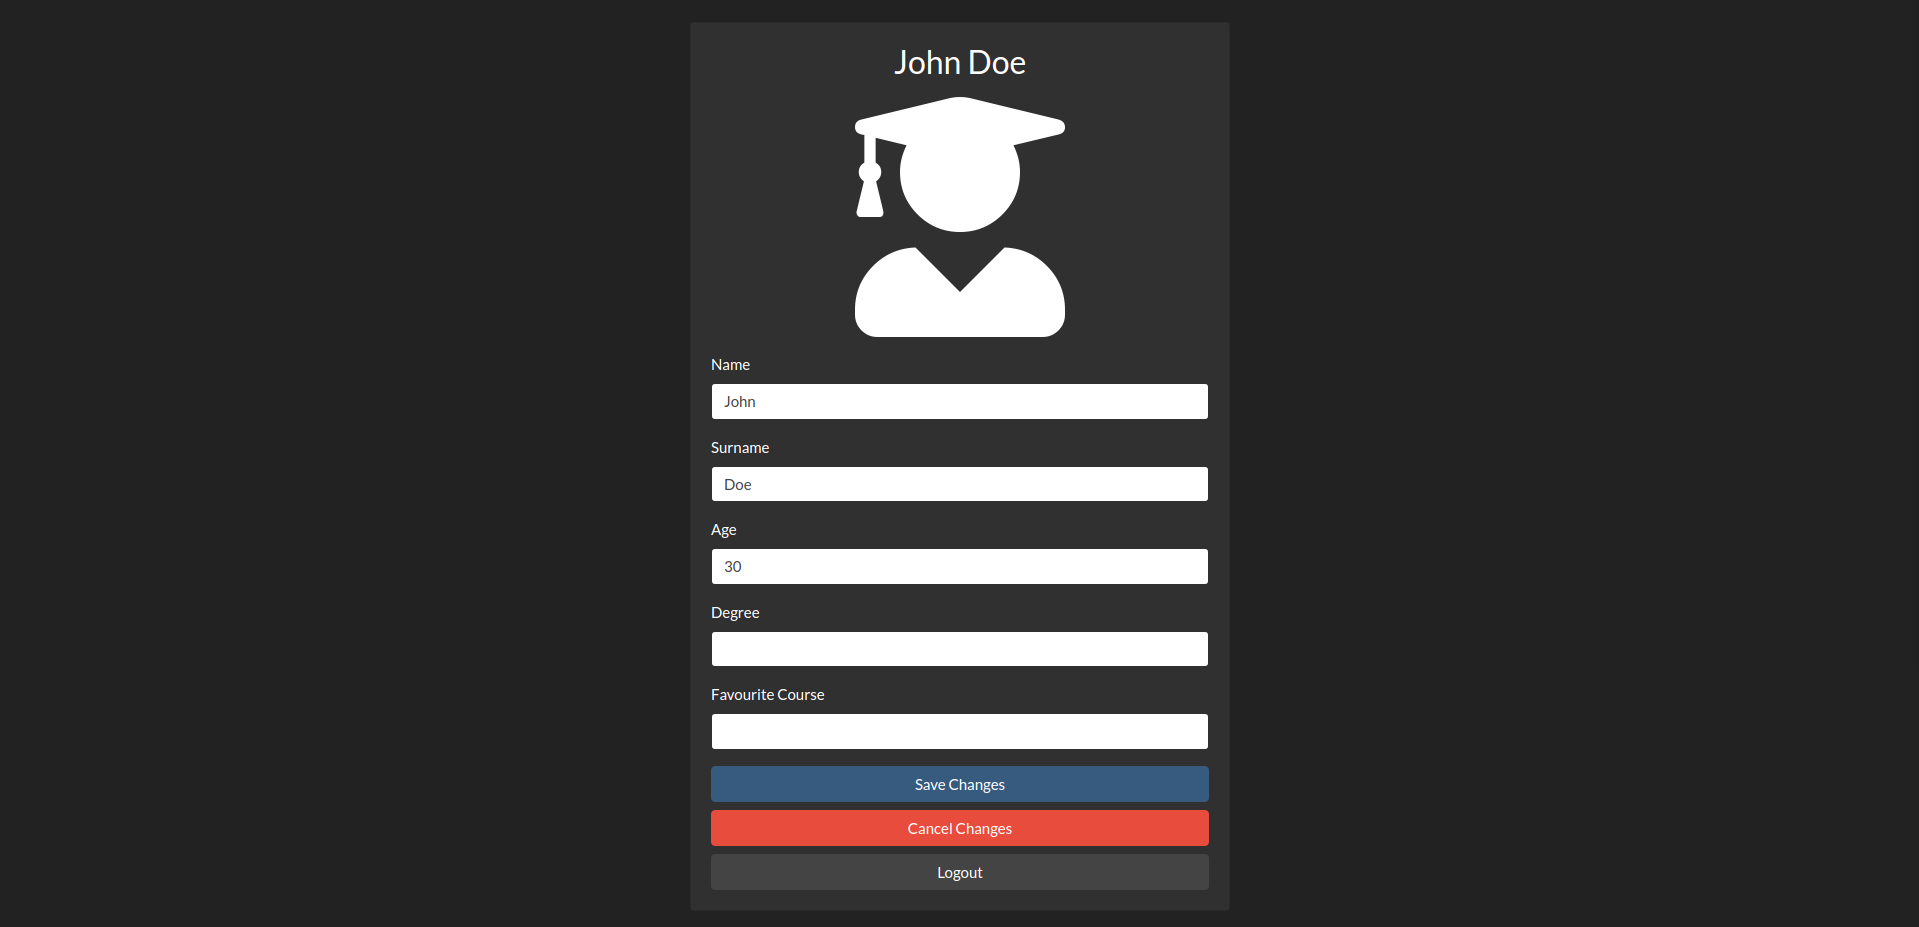 John Doe
Name
John
Surname
Doe
Age
30
Degree
Favourite Course
Save Changes
Cancel Changes
Logout